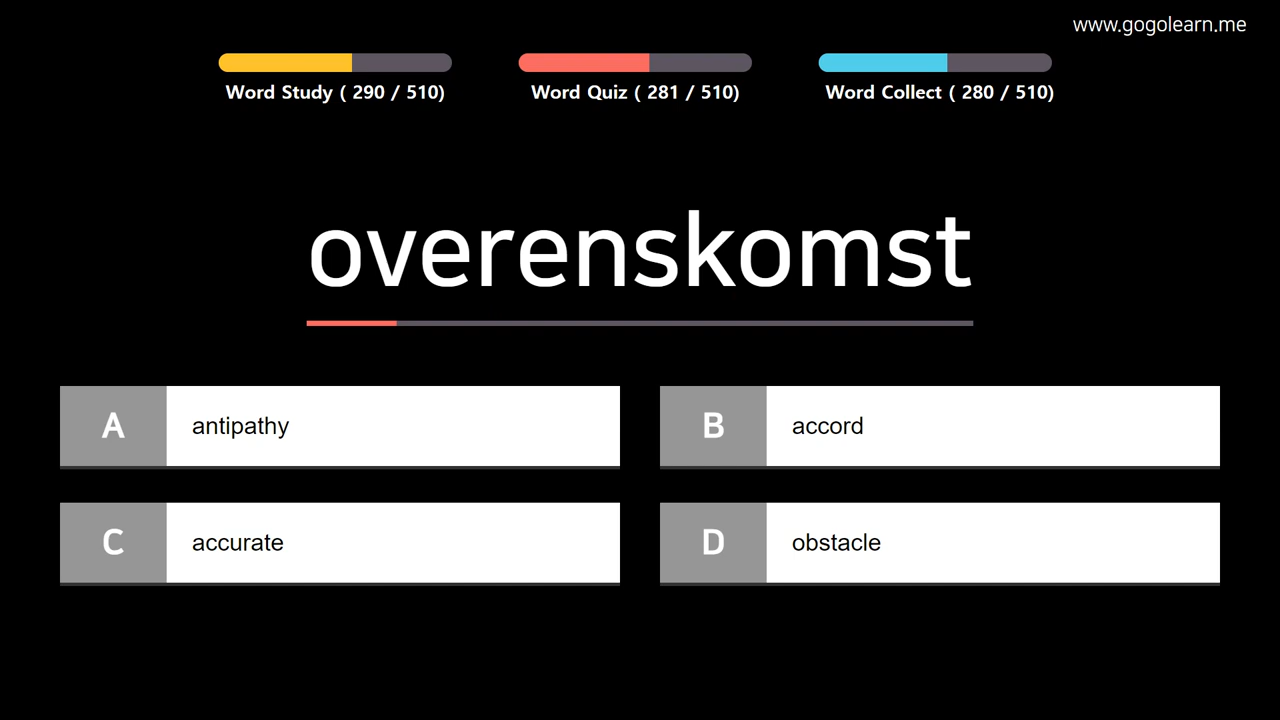 www.gogolearn.me
Word Study ( 290 / 510)
Word Quiz ( 281 / 510)
Word Collect ( 280 / 510)
overenskomst
A antipathy
B accord
C accurate
D obstacle